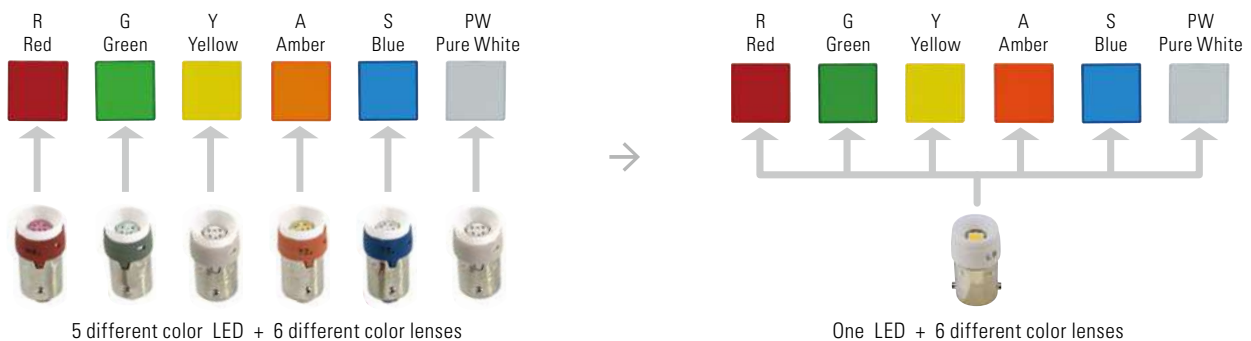 R G Y A S PW
Red Green Yellow Amber Blue Pure White
R G Y A S PW
Red Green Yellow Amber Blue Pure White
5 different color LED + 6 different color lenses
One LED + 6 different color lenses